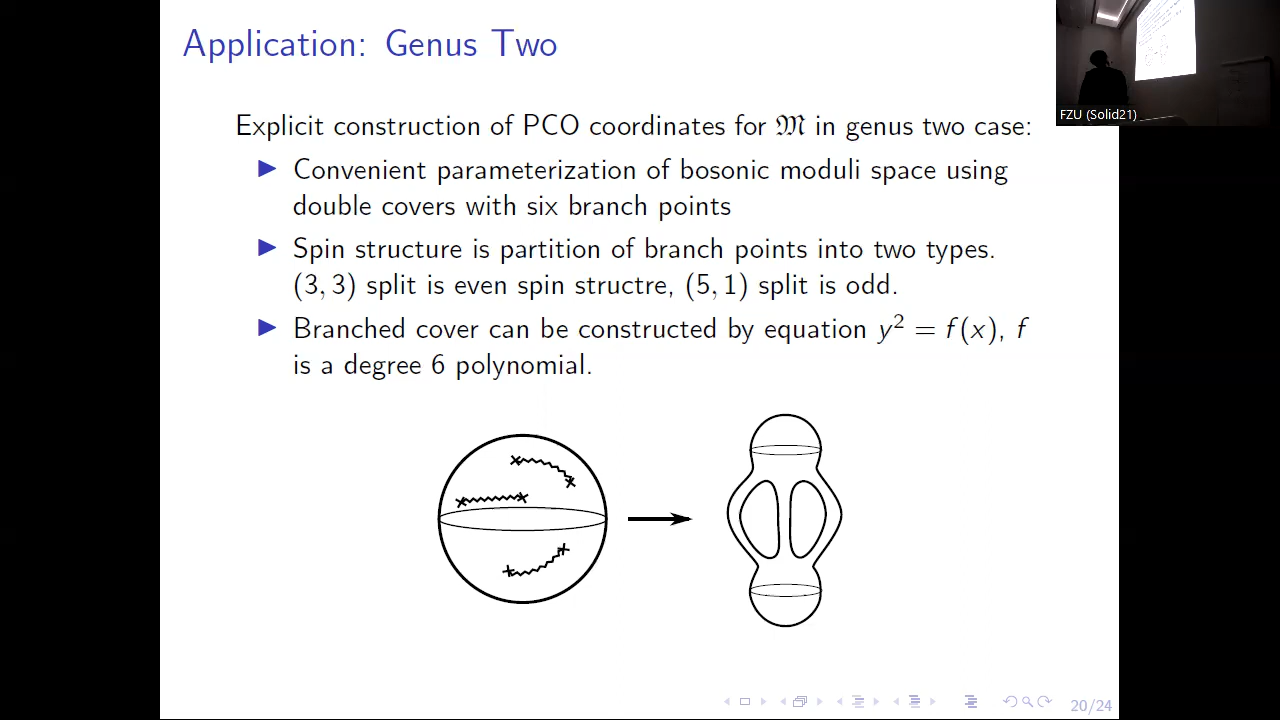 Application: Genus Two
FZU (Solid21)
Explicit construction of PCO coordinates for 𝔐 in genus two case:
▶ Convenient parameterization of bosonic moduli space using
double covers with six branch points
▶ Spin structure is partition of branch points into two types.
(3, 3) split is even spin structre, (5, 1) split is odd.
▶ Branched cover can be constructed by equation y² = f(x), f
is a degree 6 polynomial.
20/24